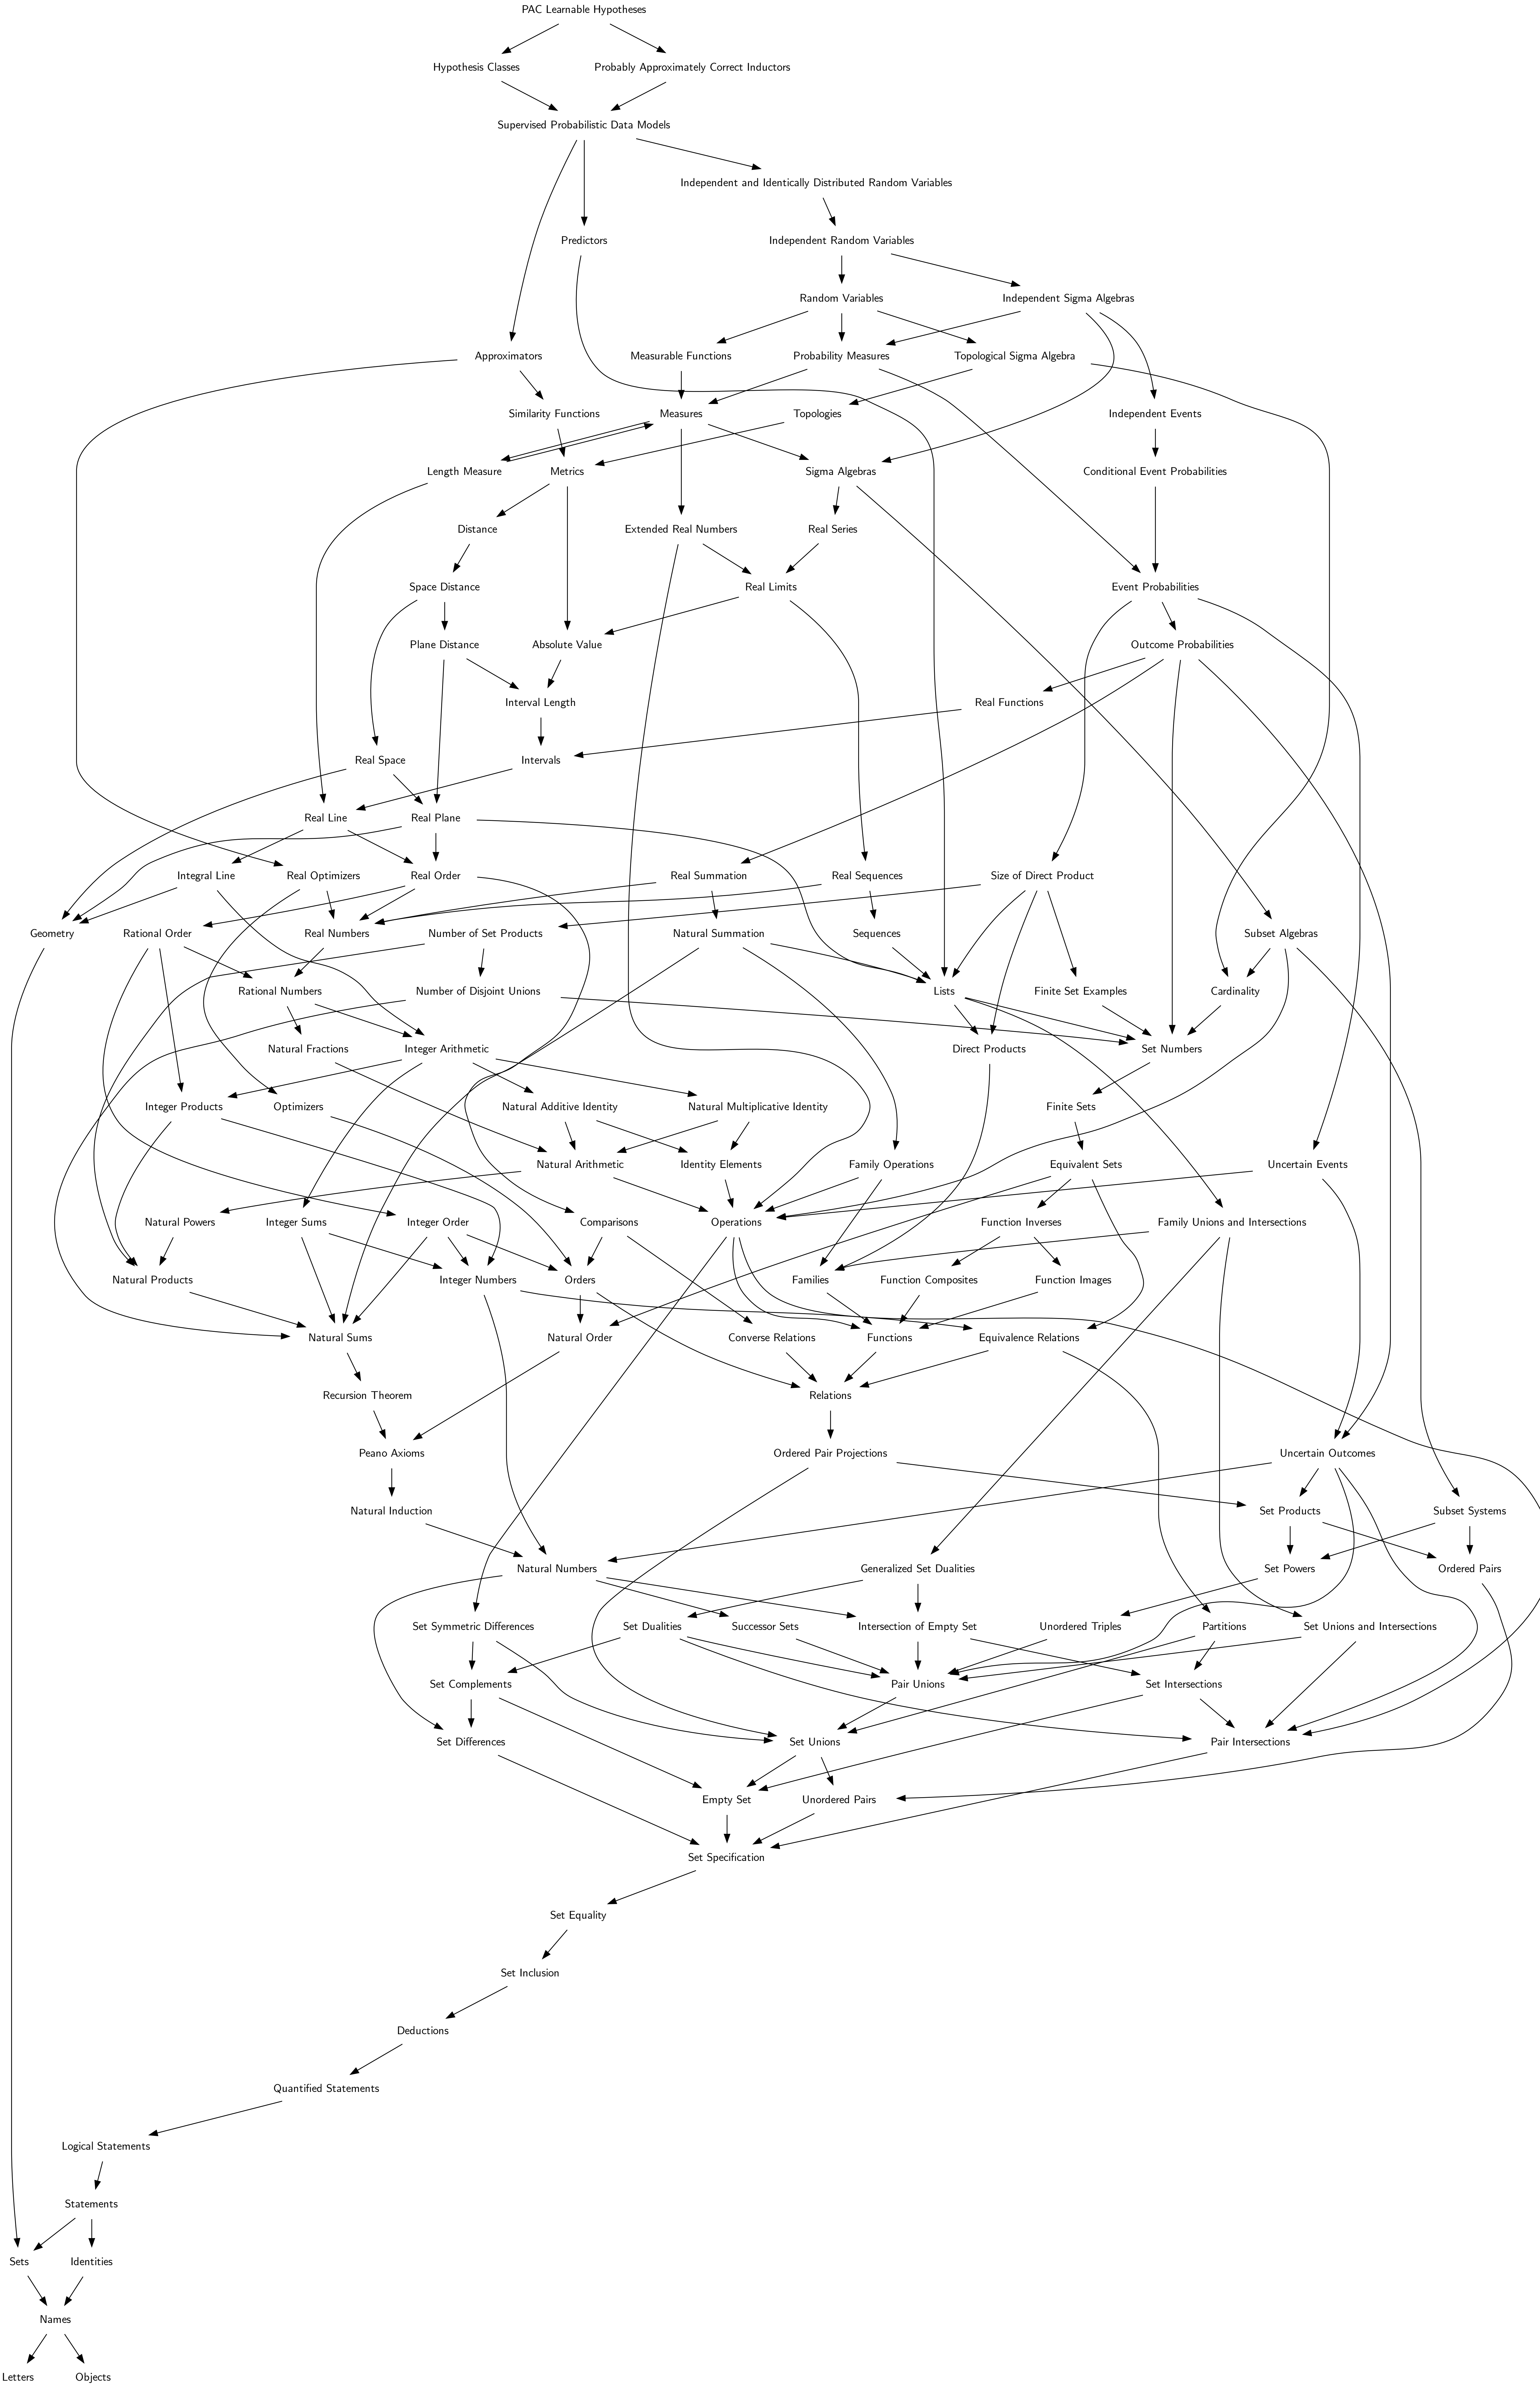 PAC Learnable Hypotheses
Hypothesis Classes
Probably Approximately Correct Inductors
Supervised Probabilistic Data Models
Independent and Identically Distributed Random Variables
Predictors
Independent Random Variables
Random Variables
Independent Sigma Algebras
Approximators
Measurable Functions
Probability Measures
Topological Sigma Algebra
Similarity Functions
Measures
Topologies
Independent Events
Length Measure
Metrics
Sigma Algebras
Conditional Event Probabilities
Distance
Extended Real Numbers
Real Series
Space Distance
Real Limits
Event Probabilities
Plane Distance
Absolute Value
Outcome Probabilities
Interval Length
Real Functions
Real Space
Intervals
Real Line
Real Plane
Integral Line
Real Optimizers
Real Order
Real Summation
Real Sequences
Size of Direct Product
Geometry
Rational Order
Real Numbers
Number of Set Products
Natural Summation
Sequences
Subset Algebras
Rational Numbers
Number of Disjoint Unions
Lists
Finite Set Examples
Cardinality
Natural Fractions
Integer Arithmetic
Direct Products
Set Numbers
Integer Products
Optimizers
Natural Additive Identity
Natural Multiplicative Identity
Finite Sets
Natural Arithmetic
Identity Elements
Family Operations
Equivalent Sets
Uncertain Events
Natural Powers
Integer Sums
Integer Order
Comparisons
Operations
Function Inverses
Family Unions and Intersections
Natural Products
Integer Numbers
Orders
Families
Function Composites
Function Images
Natural Sums
Natural Order
Converse Relations
Functions
Equivalence Relations
Recursion Theorem
Relations
Peano Axioms
Ordered Pair Projections
Uncertain Outcomes
Natural Induction
Set Products
Subset Systems
Natural Numbers
Generalized Set Dualities
Set Powers
Ordered Pairs
Set Symmetric Differences
Set Dualities
Successor Sets
Intersection of Empty Set
Unordered Triples
Partitions
Set Unions and Intersections
Set Complements
Pair Unions
Set Intersections
Set Differences
Set Unions
Pair Intersections
Empty Set
Unordered Pairs
Set Specification
Set Equality
Set Inclusion
Deductions
Quantified Statements
Logical Statements
Statements
Sets
Identities
Names
Letters
Objects